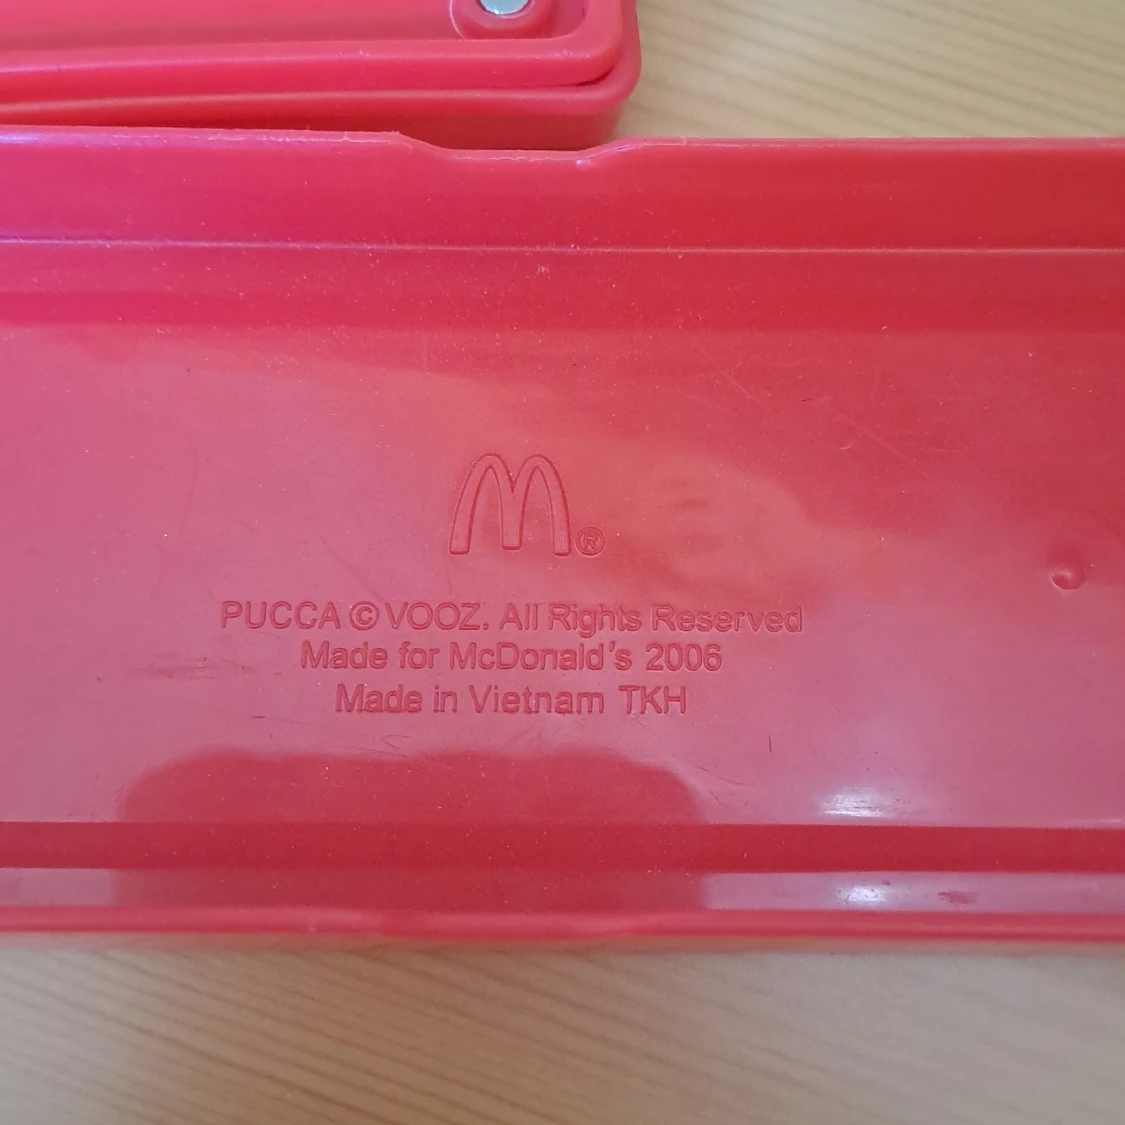 M®
PUCCA © VOOZ. All Rights Reserved
Made for McDonald's 2006
Made in Vietnam TKH